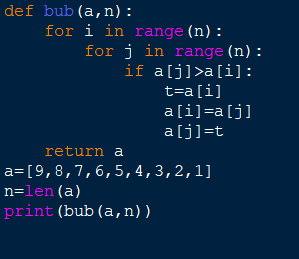 def bub(a,n):
    for i in range(n):
        for j in range(n):
            if a[j]>a[i]:
                t=a[i]
                a[i]=a[j]
                a[j]=t
    return a
a=[9,8,7,6,5,4,3,2,1]
n=len(a)
print(bub(a,n))